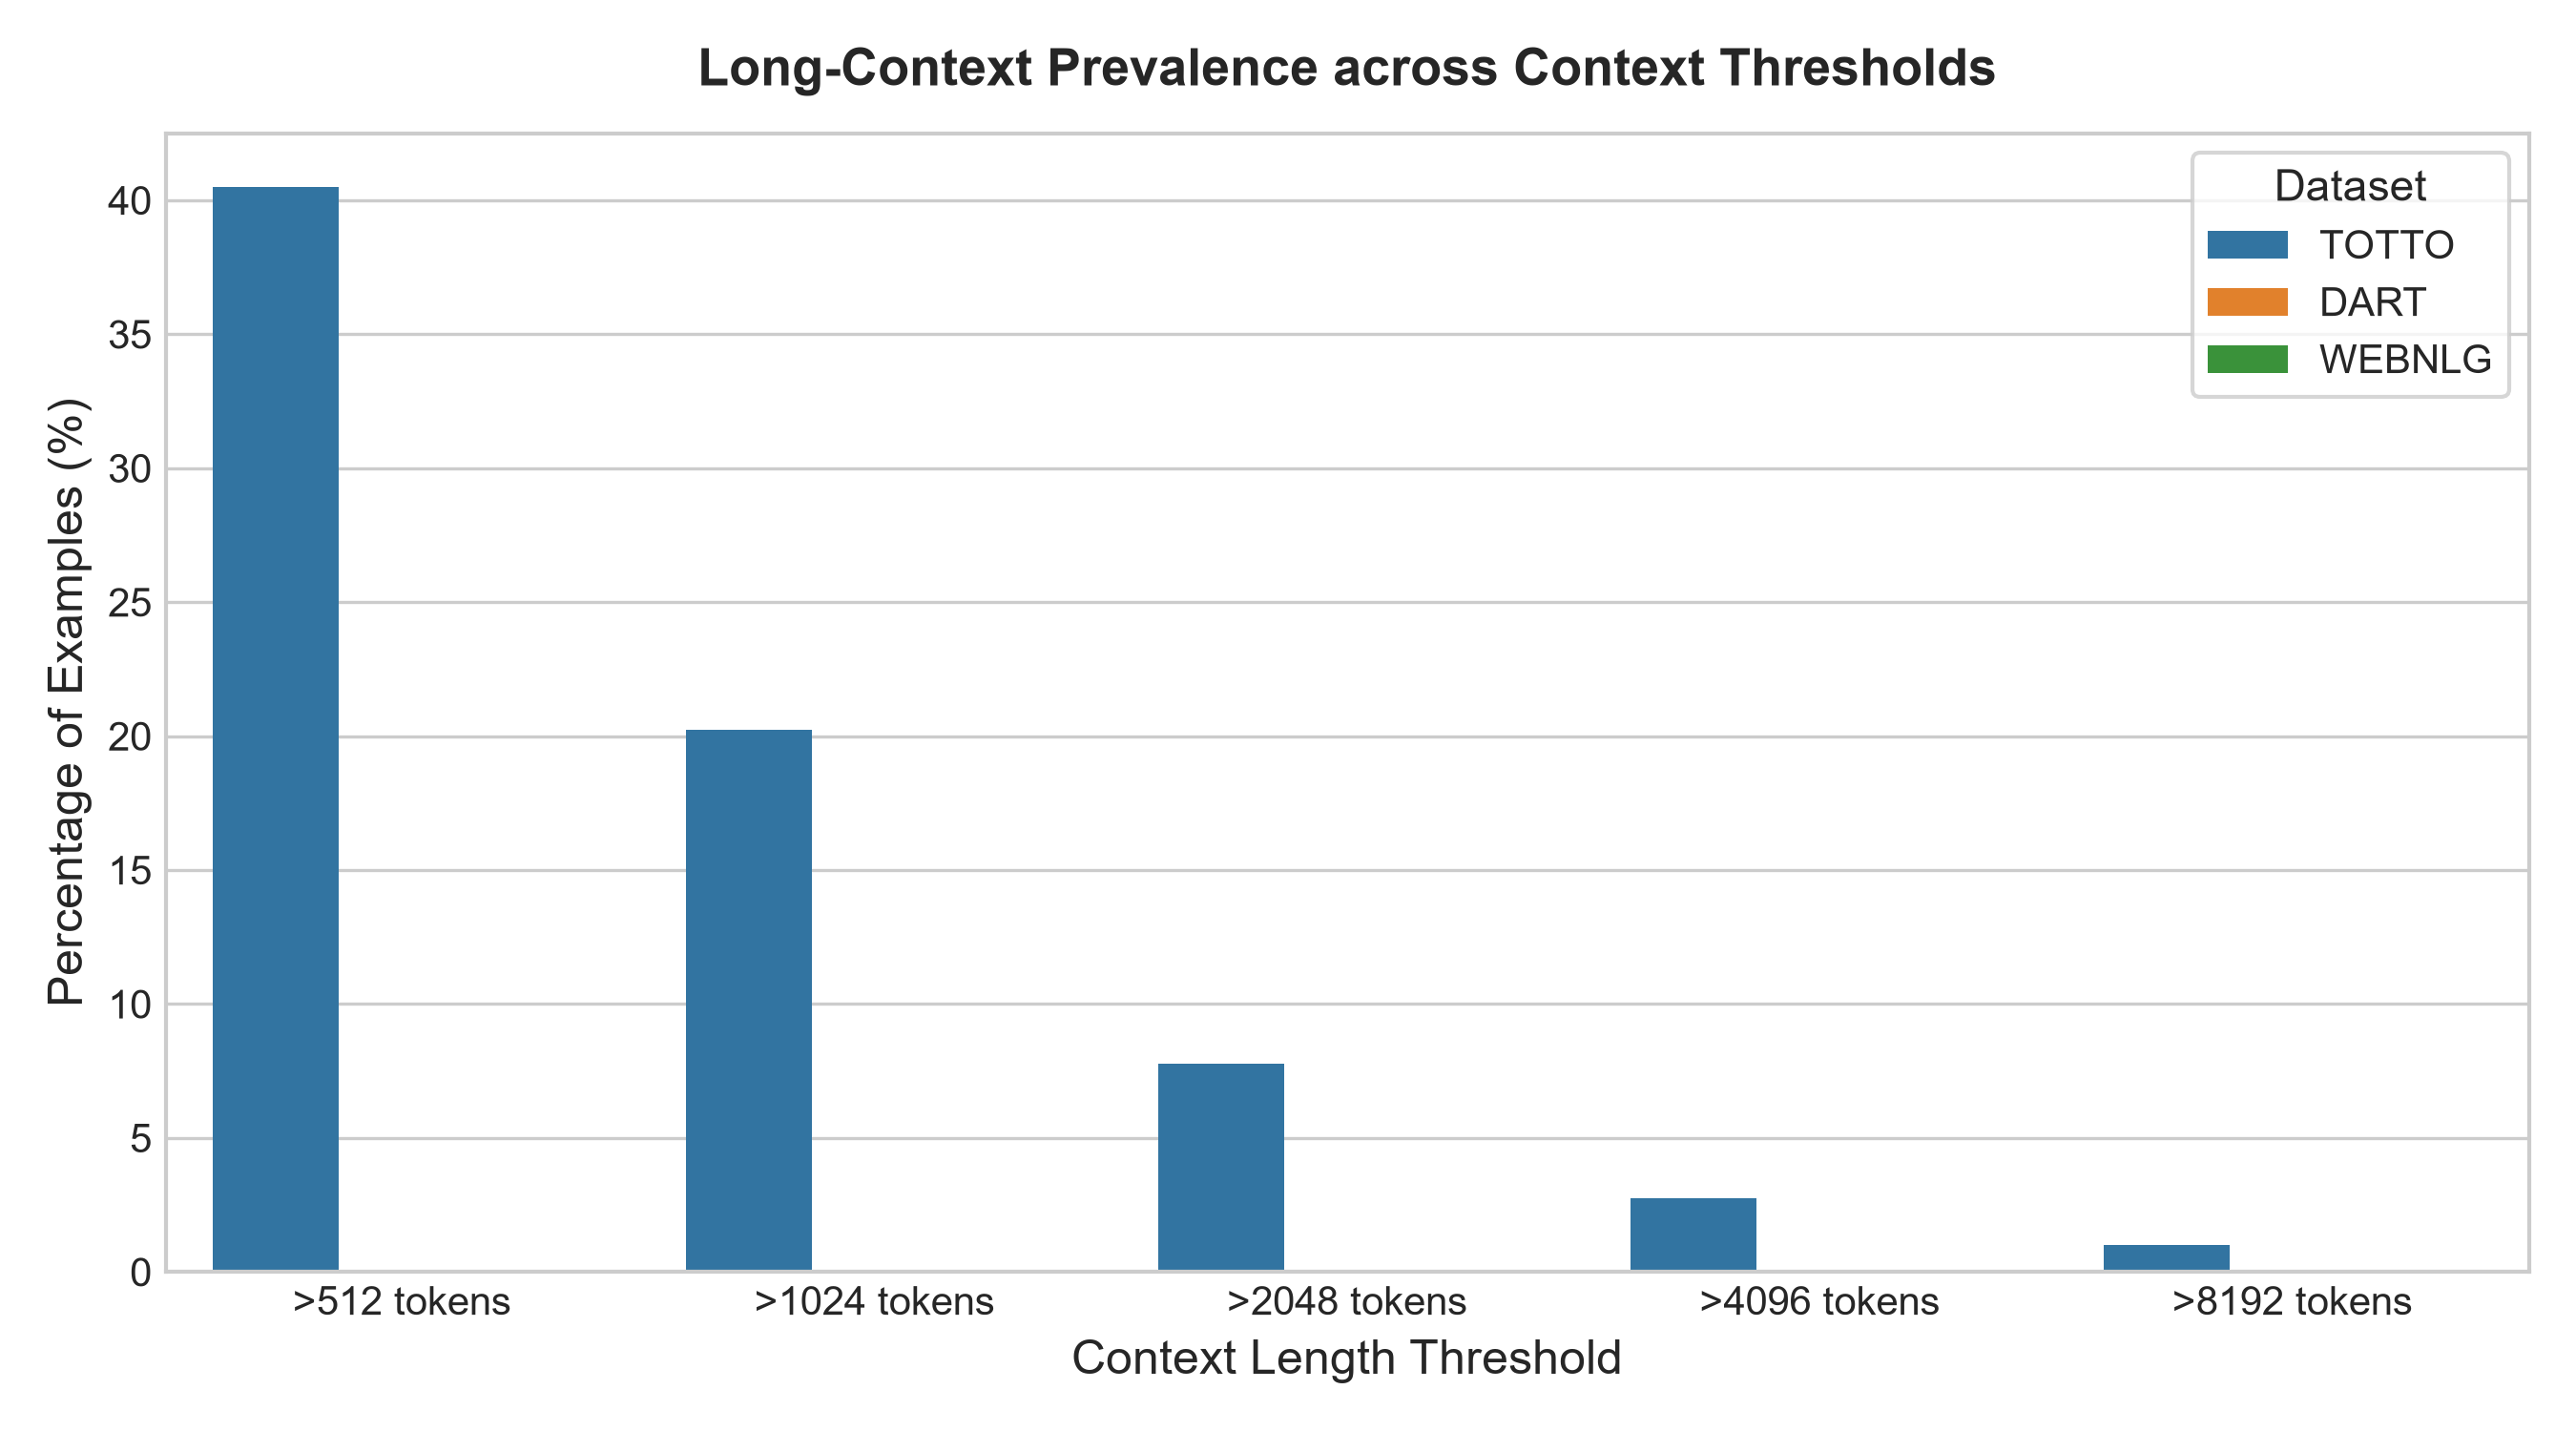 Long-Context Prevalence across Context Thresholds
Percentage of Examples (%)
40
35
30
25
20
15
10
5
0
Dataset
TOTTO
DART
WEBNLG
>512 tokens
>1024 tokens
>2048 tokens
>4096 tokens
>8192 tokens
Context Length Threshold